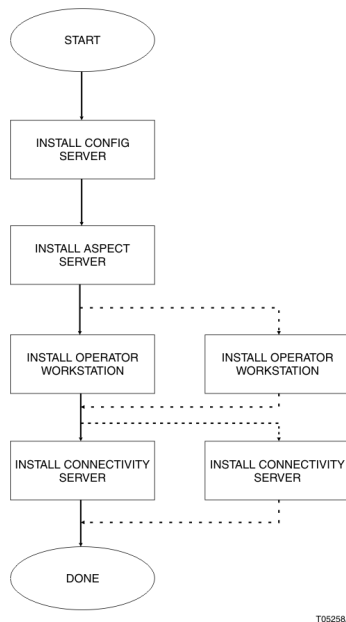 START
INSTALL CONFIG
SERVER
INSTALL ASPECT
SERVER
INSTALL OPERATOR
WORKSTATION
INSTALL OPERATOR
WORKSTATION
INSTALL CONNECTIVITY
SERVER
INSTALL CONNECTIVITY
SERVER
DONE